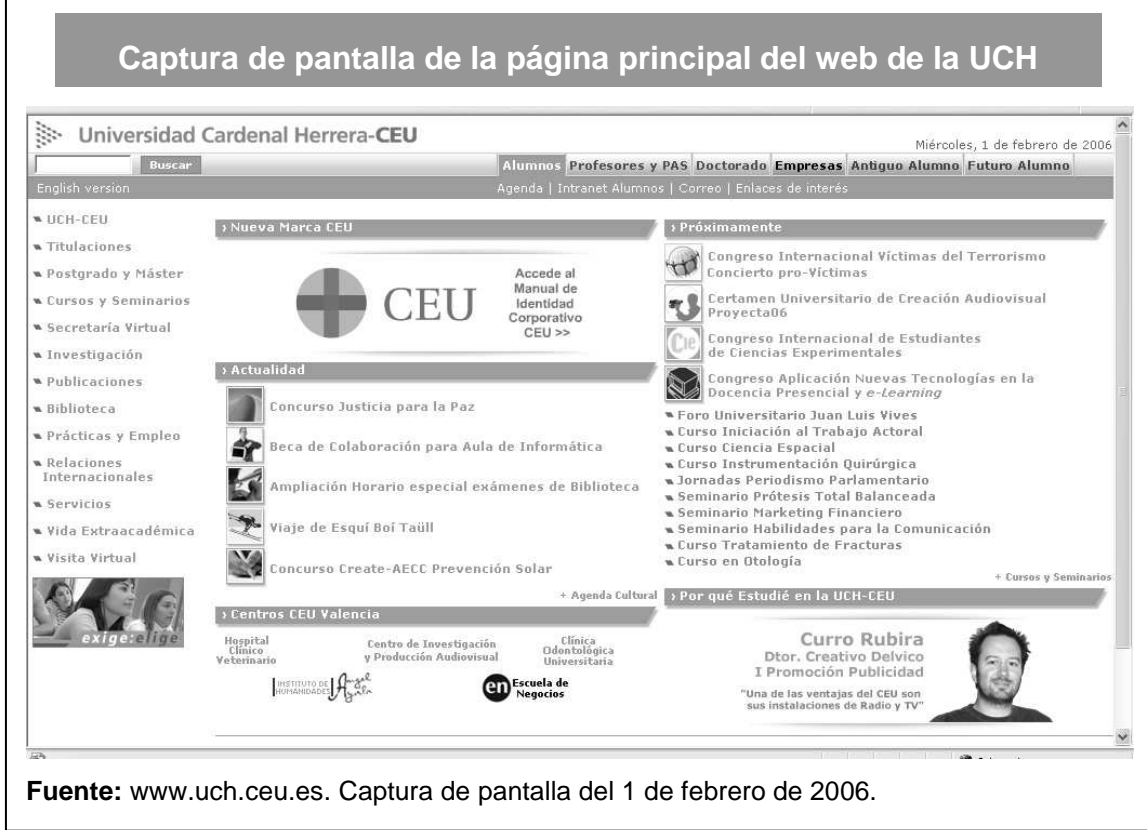 Captura de pantalla de la página principal del web de la UCH
Universidad Cardenal Herrera-CEU
Miércoles, 1 de febrero de 2006
Buscar
Alumnos Profesores y PAS Doctorado Empresas Antiguo Alumno Futuro Alumno
English version
Agenda | Intranet Alumnos | Correo | Enlaces de interés
UCH-CEU
Titulaciones
Postgrado y Máster
Cursos y Seminarios
Secretaría Virtual
Investigación
Publicaciones
Biblioteca
Prácticas y Empleo
Relaciones
Internacionales
Servicios
Vida Extraacadémica
Visita Virtual
exige:elige
› Nueva Marca CEU
CEU
Accede al
Manual de
Identidad
Corporativo
CEU >>
› Actualidad
Concurso Justicia para la Paz
Beca de Colaboración para Aula de Informática
Ampliación Horario especial exámenes de Biblioteca
Viaje de Esquí Boí Taüll
Concurso Create-AECC Prevención Solar
+ Agenda Cultural
› Centros CEU Valencia
Hospital
Clínico
Veterinario
Centro de Investigación
y Producción Audiovisual
Clínica
Odontológica
Universitaria
INSTITUTO DE
HUMANIDADES
Angel
Ayala
en Escuela de
Negocios
› Próximamente
Congreso Internacional Víctimas del Terrorismo
Concierto pro-Víctimas
Certamen Universitario de Creación Audiovisual
Proyecta06
Cie
Congreso Internacional de Estudiantes
de Ciencias Experimentales
Congreso Aplicación Nuevas Tecnologías en la
Docencia Presencial y e-Learning
Foro Universitario Juan Luis Vives
Curso Iniciación al Trabajo Actoral
Curso Ciencia Espacial
Curso Instrumentación Quirúrgica
Jornadas Periodismo Parlamentario
Seminario Prótesis Total Balanceada
Seminario Marketing Financiero
Seminario Habilidades para la Comunicación
Curso Tratamiento de Fracturas
Curso en Otología
+ Cursos y Seminarios
› Por qué Estudié en la UCH-CEU
Curro Rubira
Dtor. Creativo Delvico
I Promoción Publicidad
"Una de las ventajas del CEU son
sus instalaciones de Radio y TV"
Fuente: www.uch.ceu.es. Captura de pantalla del 1 de febrero de 2006.